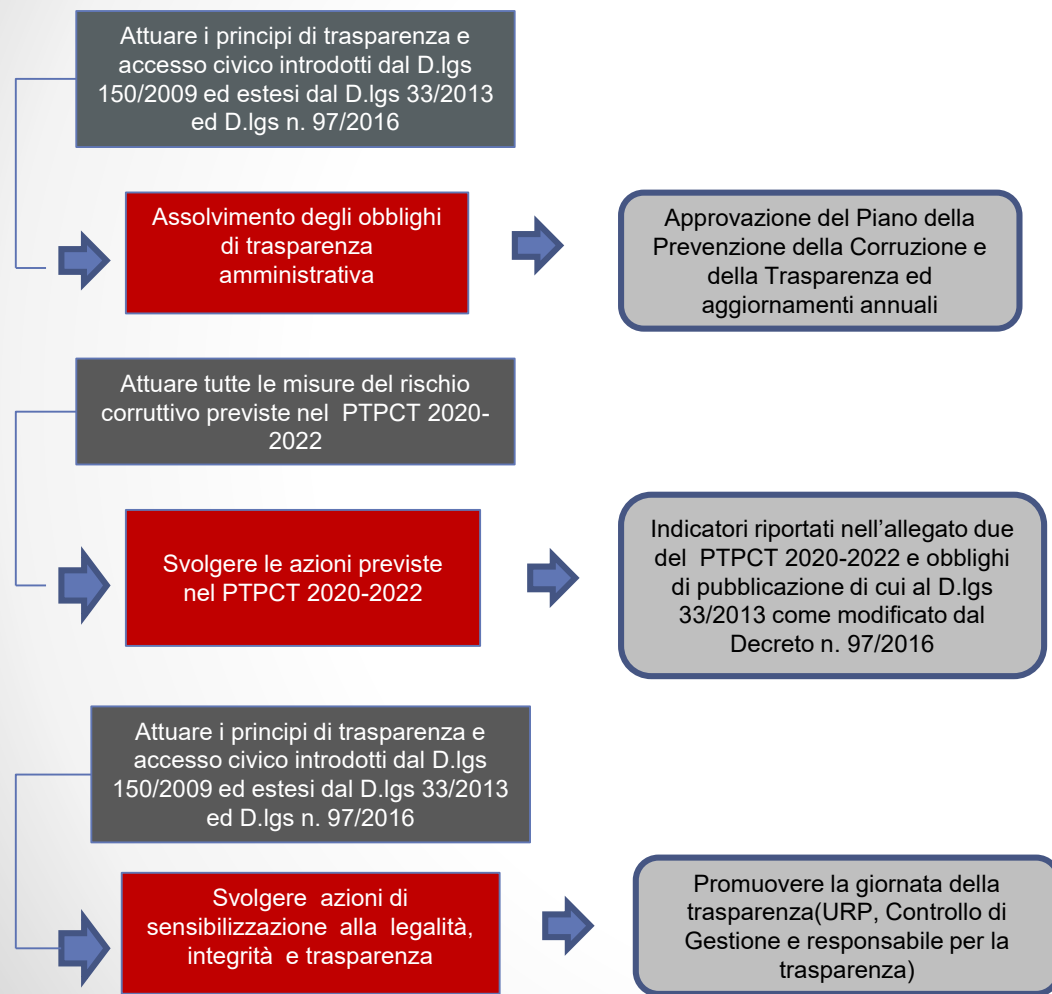 Attuare i principi di trasparenza e
accesso civico introdotti dal D.lgs
150/2009 ed estesi dal D.lgs 33/2013
ed D.lgs n. 97/2016
Assolvimento degli obblighi
di trasparenza
amministrativa
Approvazione del Piano della
Prevenzione della Corruzione e
della Trasparenza ed
aggiornamenti annuali
Attuare tutte le misure del rischio
corruttivo previste nel PTPCT 2020-
2022
Svolgere le azioni previste
nel PTPCT 2020-2022
Indicatori riportati nell’allegato due
del PTPCT 2020-2022 e obblighi
di pubblicazione di cui al D.lgs
33/2013 come modificato dal
Decreto n. 97/2016
Attuare i principi di trasparenza e
accesso civico introdotti dal D.lgs
150/2009 ed estesi dal D.lgs 33/2013
ed D.lgs n. 97/2016
Svolgere azioni di
sensibilizzazione alla legalità,
integrità e trasparenza
Promuovere la giornata della
trasparenza(URP, Controllo di
Gestione e responsabile per la
trasparenza)